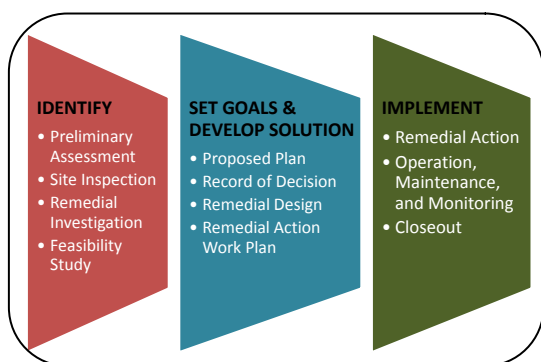 IDENTIFY
• Preliminary
Assessment
• Site Inspection
• Remedial
Investigation
• Feasibility
Study
SET GOALS &
DEVELOP SOLUTION
• Proposed Plan
• Record of Decision
• Remedial Design
• Remedial Action
Work Plan
IMPLEMENT
• Remedial Action
• Operation,
Maintenance,
and Monitoring
• Closeout